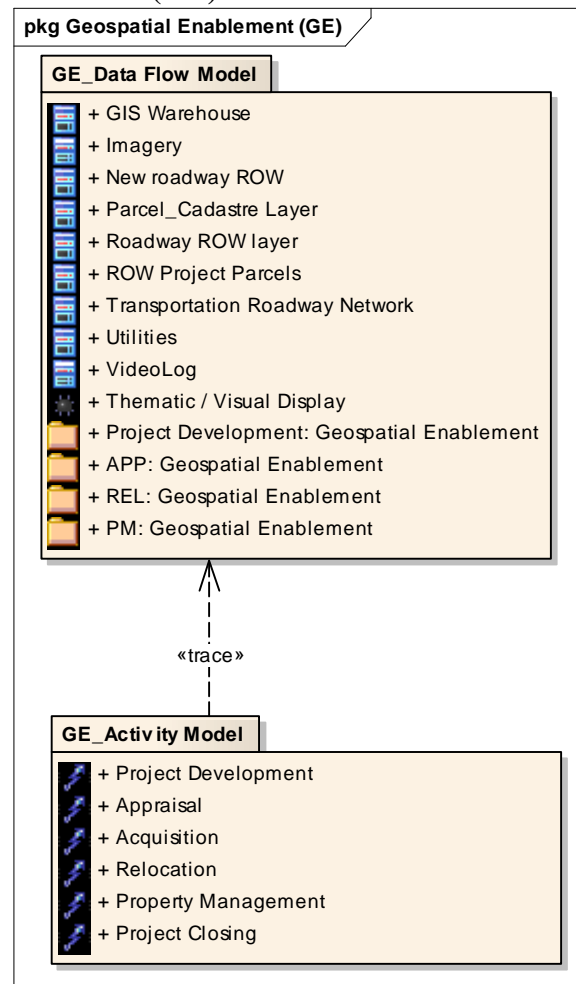 pkg Geospatial Enablement (GE)
GE_Data Flow Model
+ GIS Warehouse
+ Imagery
+ New roadway ROW
+ Parcel_Cadastre Layer
+ Roadway ROW layer
+ ROW Project Parcels
+ Transportation Roadway Network
+ Utilities
+ VideoLog
+ Thematic / Visual Display
+ Project Development: Geospatial Enablement
+ APP: Geospatial Enablement
+ REL: Geospatial Enablement
+ PM: Geospatial Enablement
«trace»
GE_Activity Model
+ Project Development
+ Appraisal
+ Acquisition
+ Relocation
+ Property Management
+ Project Closing